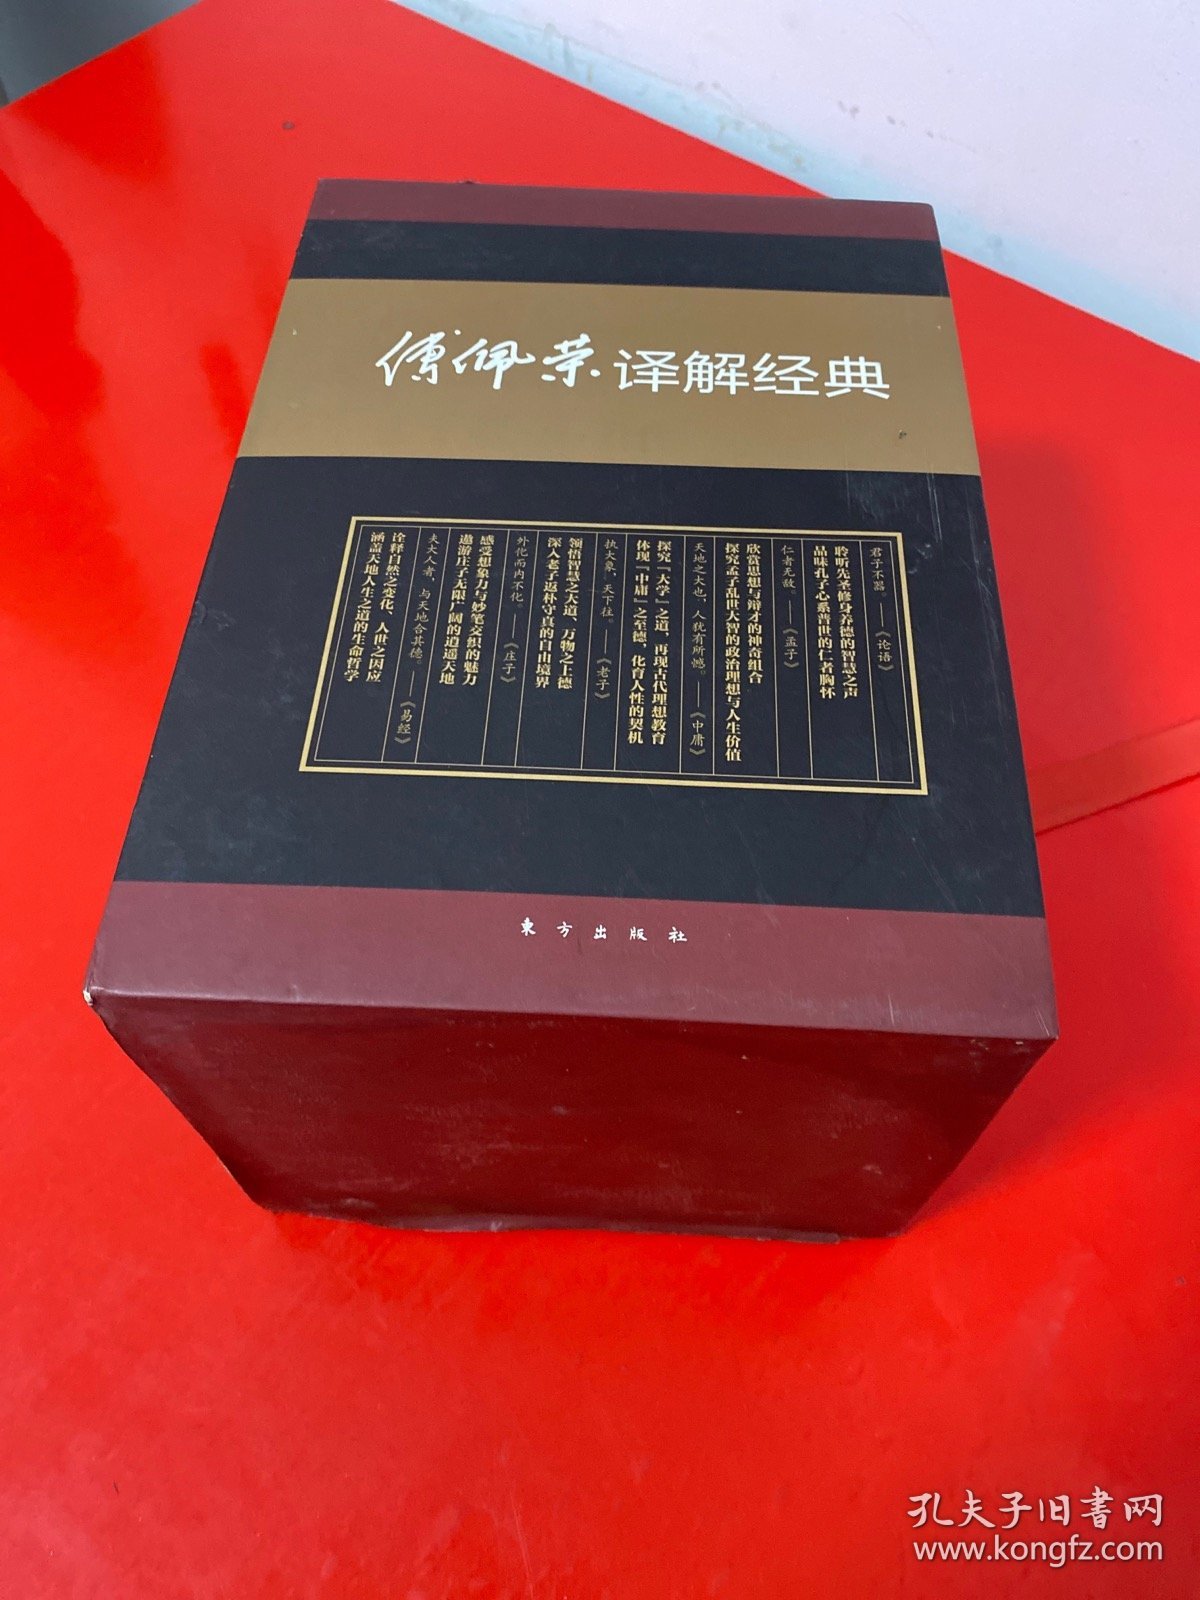 傅佩荣译解经典
君子不器。——《论语》
聆听先圣修身养德的智慧之声
品味孔子心系普世的仁者胸怀
仁者无敌。——《孟子》
欣赏思想与辩才的神奇组合
探究孟子乱世大智的政治理想与人生价值
天地之大也，人犹有所憾。——《中庸》
探究「大学」之道，再现古代理想教育
体现「中庸」之至德，化育人性的契机
执大象，天下往。——《老子》
领悟智慧之大道，万物之上德
深入老子返朴守真的自由境界
外化而内不化。——《庄子》
感受想象力与妙笔交织的魅力
遨游庄子无限广阔的逍遥天地
夫大人者，与天地合其德。——《易经》
诠释自然之变化，人世之因应
涵盖天地人生之道的生命哲学
東方出版社
孔夫子旧书网
www.kongfz.com